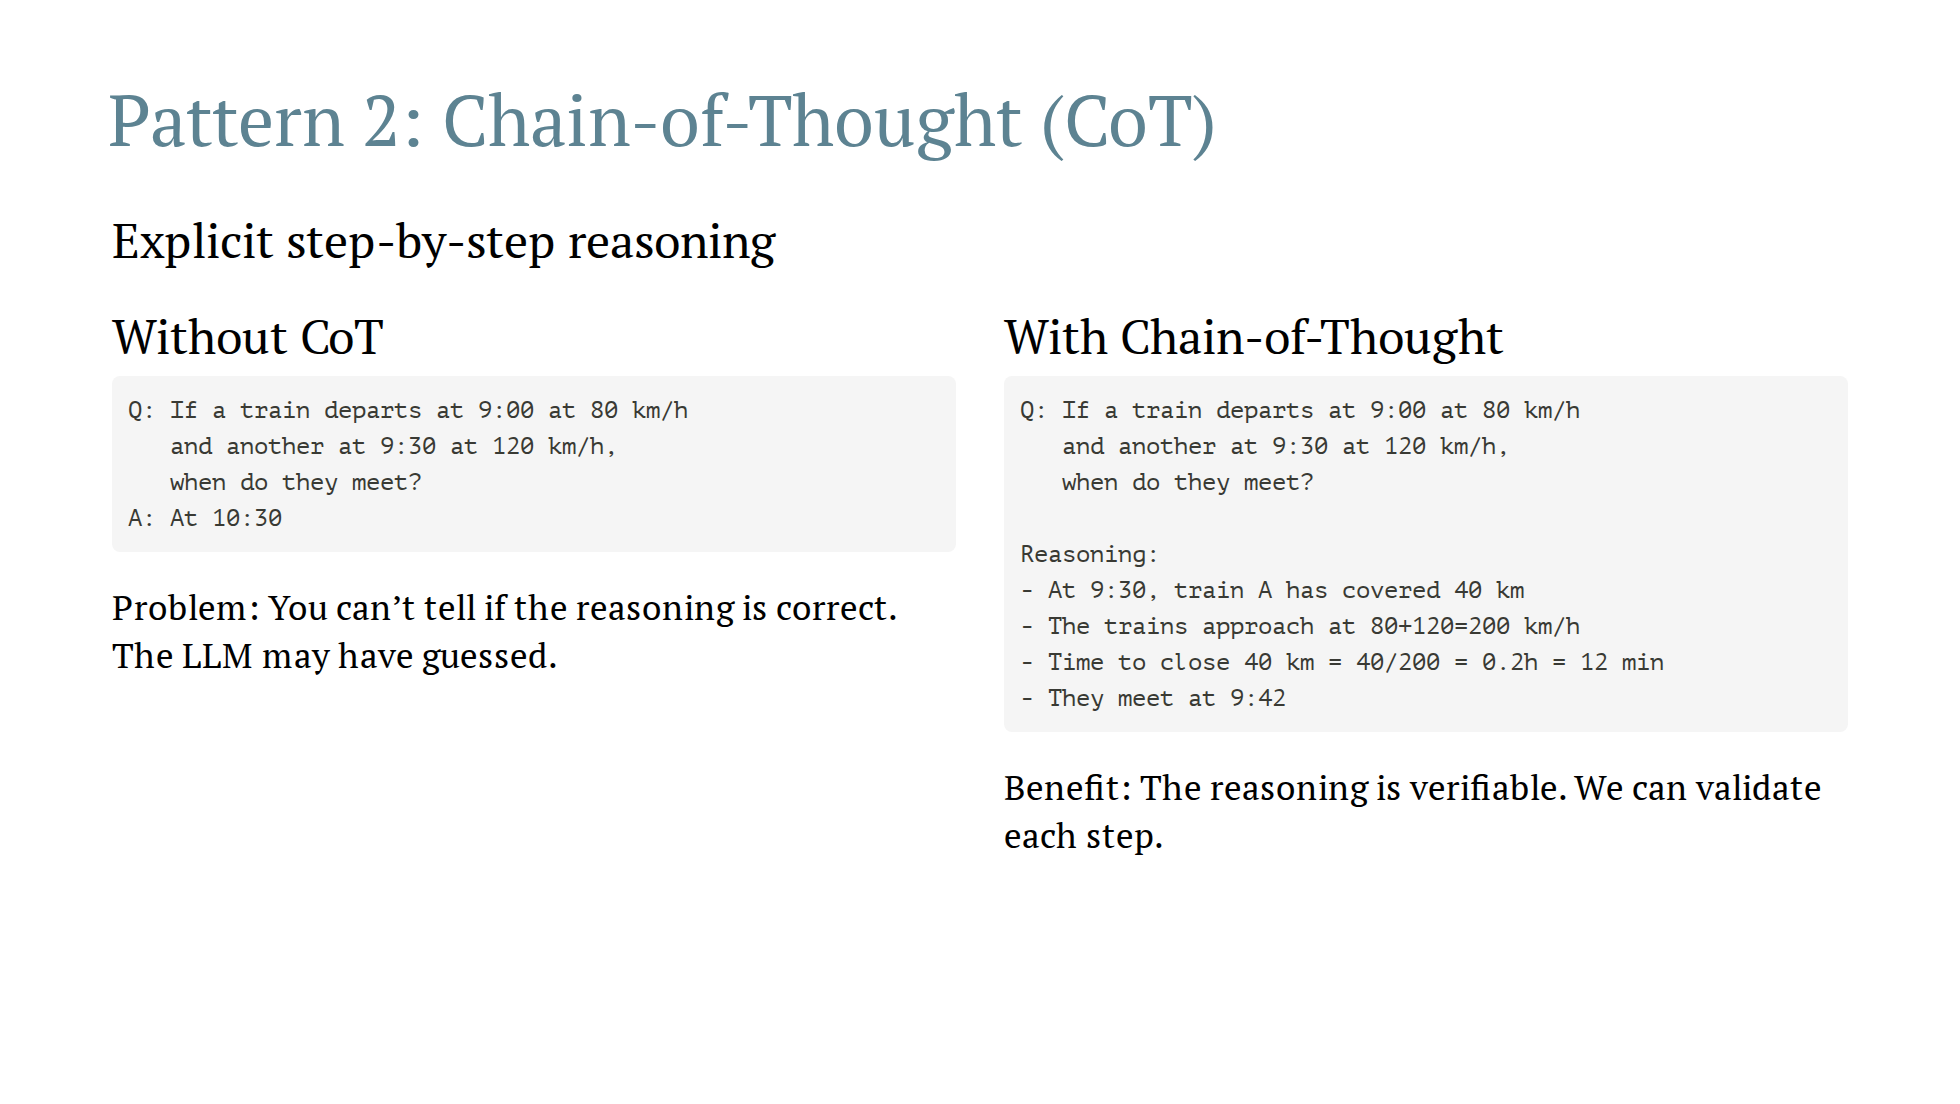 Pattern 2: Chain-of-Thought (CoT)
Explicit step-by-step reasoning
Without CoT
Q: If a train departs at 9:00 at 80 km/h
and another at 9:30 at 120 km/h,
when do they meet?
A: At 10:30
Problem: You can’t tell if the reasoning is correct.
The LLM may have guessed.
With Chain-of-Thought
Q: If a train departs at 9:00 at 80 km/h
and another at 9:30 at 120 km/h,
when do they meet?
Reasoning:
- At 9:30, train A has covered 40 km
- The trains approach at 80+120=200 km/h
- Time to close 40 km = 40/200 = 0.2h = 12 min
- They meet at 9:42
Benefit: The reasoning is verifiable. We can validate
each step.